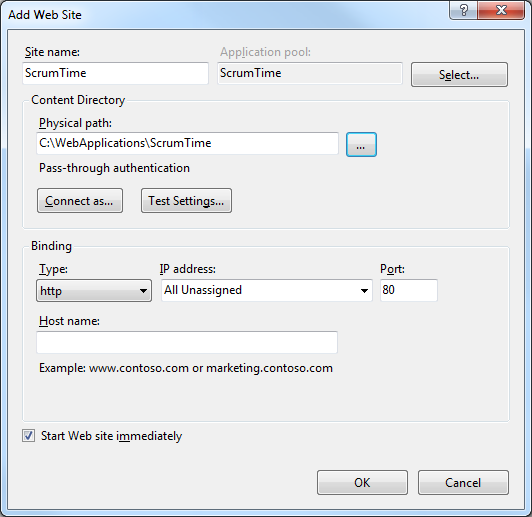 Add Web Site
?
Site name:
Application pool:
ScrumTime
ScrumTime
Select...
Content Directory
Physical path:
C:\WebApplications\ScrumTime
...
Pass-through authentication
Connect as...
Test Settings...
Binding
Type:
IP address:
Port:
http
All Unassigned
80
Host name:
Example: www.contoso.com or marketing.contoso.com
Start Web site immediately
OK
Cancel